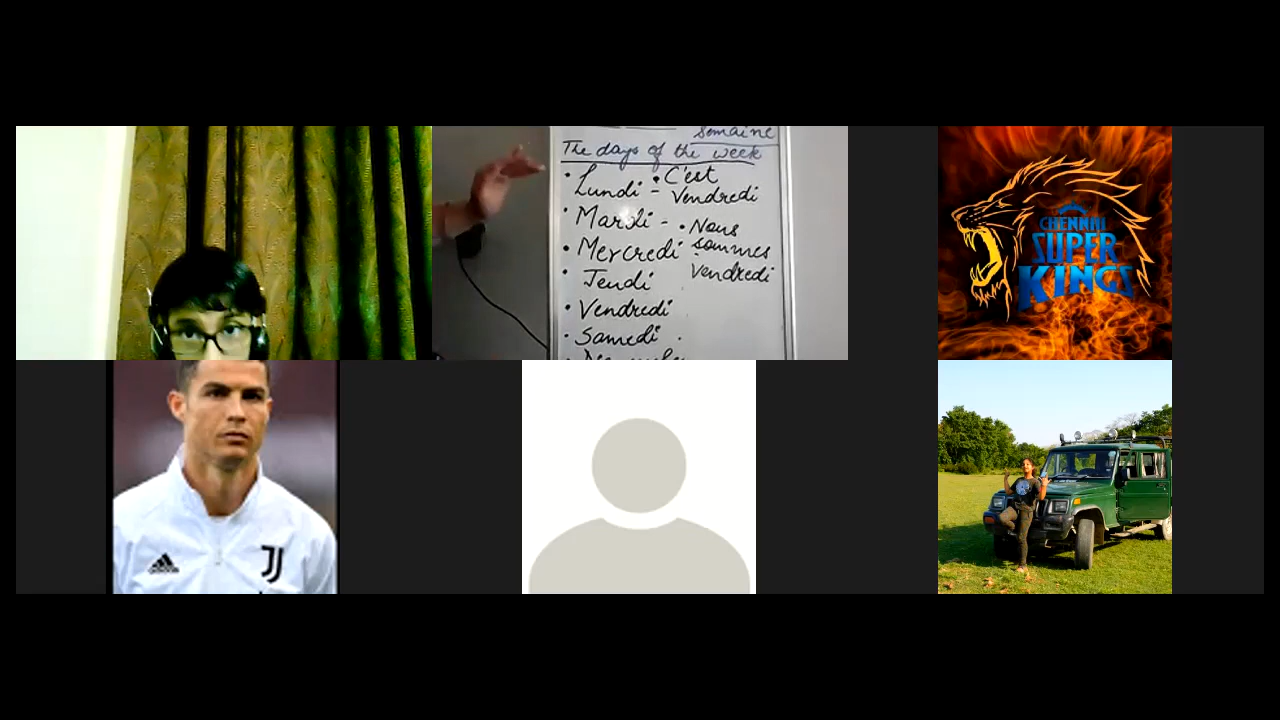 Semaine
The days of the week
• Lundi - • C'est
Vendredi
• Mardi - • Nous
sommes
Vendredi
• Mercredi
• Jeudi
• Vendredi
• Samedi .
CHENNAI
SUPER
KINGS